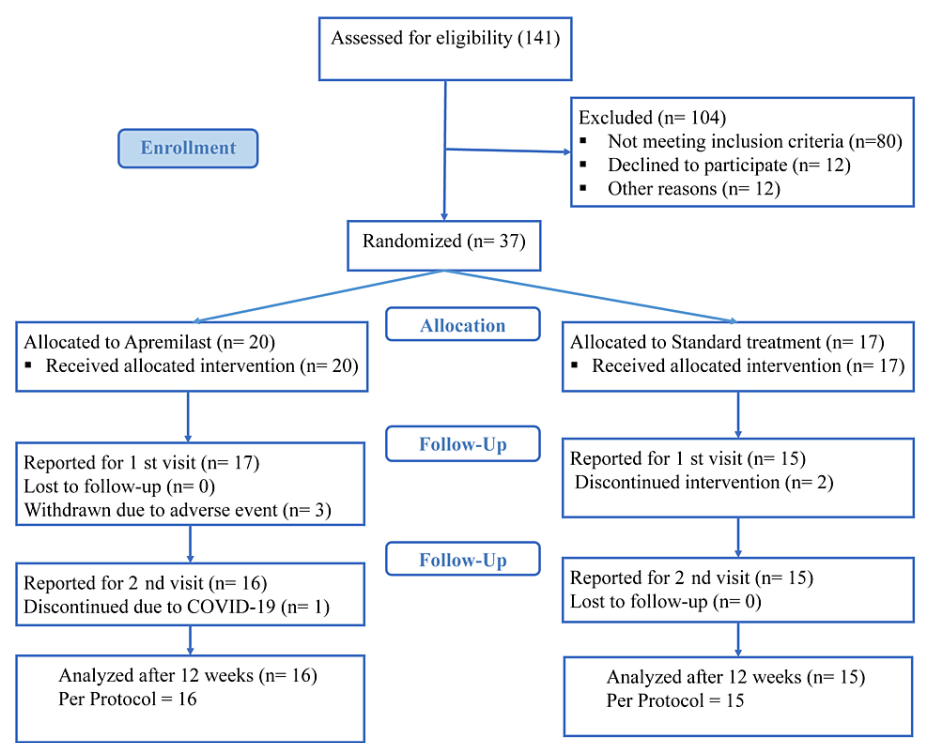 Assessed for eligibility (141)
Enrollment
Excluded (n= 104)
▪ Not meeting inclusion criteria (n=80)
▪ Declined to participate (n= 12)
▪ Other reasons (n= 12)
Randomized (n= 37)
Allocation
Allocated to Apremilast (n= 20)
▪ Received allocated intervention (n= 20)
Allocated to Standard treatment (n= 17)
▪ Received allocated intervention (n= 17)
Follow-Up
Reported for 1 st visit (n= 17)
Lost to follow-up (n= 0)
Withdrawn due to adverse event (n= 3)
Reported for 1 st visit (n= 15)
Discontinued intervention (n= 2)
Follow-Up
Reported for 2 nd visit (n= 16)
Discontinued due to COVID-19 (n= 1)
Reported for 2 nd visit (n= 15)
Lost to follow-up (n= 0)
Analyzed after 12 weeks (n= 16)
Per Protocol = 16
Analyzed after 12 weeks (n= 15)
Per Protocol = 15